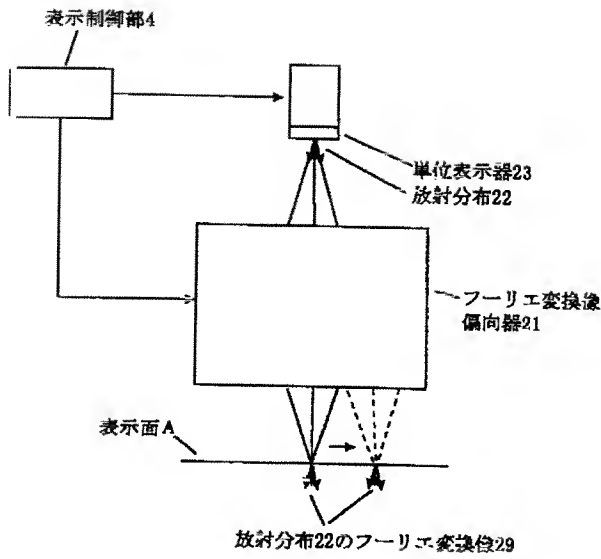 表示制御部4
単位表示器23
放射分布22
フーリエ変換像
偏向器21
表示面A
放射分布22のフーリエ変換像29